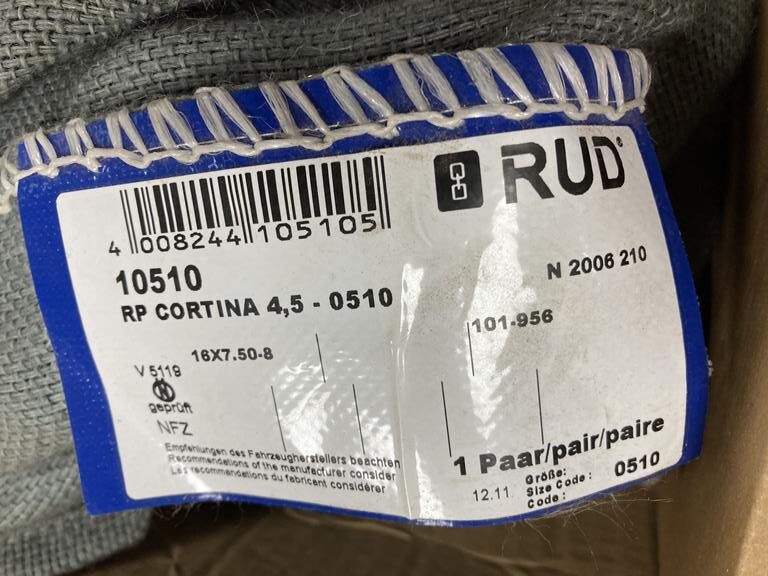 RUD®
4 008244 105105
10510
N 2006 210
RP CORTINA 4,5 - 0510
101-956
16X7.50-8
V 5119
N
geprüft
NFZ
Empfehlungen des Fahrzeugherstellers beachten
Recommendations of the manufacturer consider
Les recommendations du fabricant considérer
1 Paar/pair/paire
12.11
Größe:
Size Code: 0510
Code: